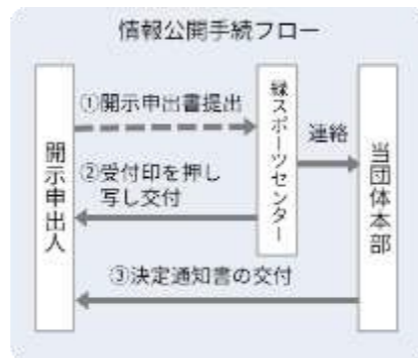 情報公開手続フロー
①開示申出書提出
開示申出人
緑スポーツセンター
連絡
当団体本部
②受付印を押し
写し交付
③決定通知書の交付